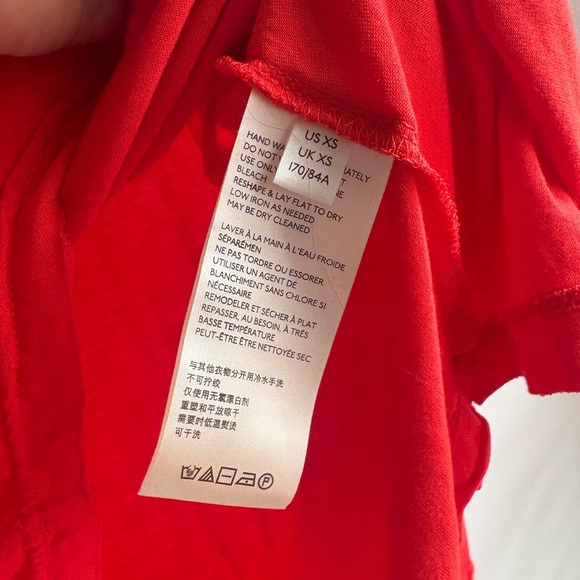 US XS
UK XS
170/84A
HAND WA ATELY
DO NOT
USE ONLY NE
BLEACH
RESHAPE & LAY FLAT TO DRY
LOW IRON AS NEEDED
MAY BE DRY CLEANED
LAVER À LA MAIN À L'EAU FROIDE
SÉPARÉMEN
NE PAS TORDRE OU ESSORER
UTILISER UN AGENT DE
BLANCHIMENT SANS CHLORE SI
NÉCESSAIRE
REMODELER ET SÉCHER À PLAT
REPASSER, AU BESOIN, À TRÉS
BASSE TEMPÉRATURE
PEUT-ÊTRE ÊTRE NETTOYÉE SEC
与其他衣物分开用冷水手洗
不可拧绞
仅使用无氯漂白剂
重塑和平放晾干
需要时低温熨烫
可干洗
P